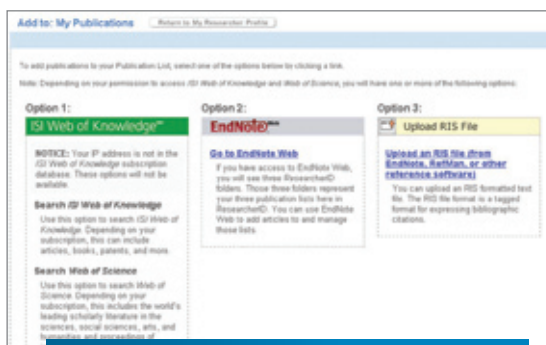 Add to: My Publications
Return to My Researcher Profile
To add publications to your Publication List, select one of the options below by clicking a link.
Note: Depending on your permission to access ISI Web of Knowledge and Web of Science, you will have one or more of the following options:
Option 1:
ISI Web of Knowledge℠
NOTICE: Your IP address is not in the
ISI Web of Knowledge subscription
database. These options will not be
available.
Search ISI Web of Knowledge
Use this option to search ISI Web of
Knowledge. Depending on your
subscription, this can include
articles, books, patents, and more.
Search Web of Science
Use this option to search Web of
Science. Depending on your
subscription, this includes the world's
leading scholarly literature in the
sciences, social sciences, arts, and
humanities and proceedings of
Option 2:
EndNote
Go to EndNote Web
If you have access to EndNote Web,
you will see three ResearcherID
folders. Those three folders represent
your three publication lists here in
ResearcherID. You can use EndNote
Web to add articles to and manage
those lists.
Option 3:
Upload RIS File
Upload an RIS file (from
EndNote, RefMan, or other
reference software)
You can upload an RIS formatted text
file. The RIS file format is a tagged
format for expressing bibliographic
citations.